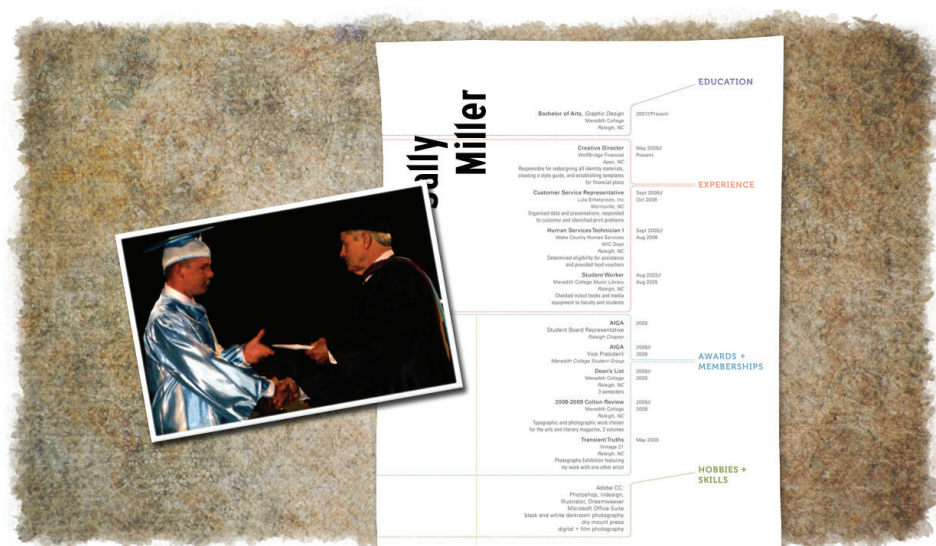 ally
Miller
EDUCATION
Bachelor of Arts, Graphic Design
Meredith College
Raleigh, NC
Creative Director
May 2009//
Present
WolfBridge Financial
Apex, NC
Responsible for redesigning all identity materials,
creating a style guide, and establishing templates
for financial plans
EXPERIENCE
Customer Service Representative
Sept 2006//
Oct 2008
Lulu Enterprises, Inc
Morrisville, NC
Organized data and presentations, responded
to customer and identified print problems
Human Services Technician I
Sept 2005//
Aug 2006
Wake County Human Services
WIC Dept
Raleigh, NC
Determined eligibility for assistance
and provided food vouchers
Student Worker
Aug 2003//
Aug 2005
Meredith College Music Library
Raleigh, NC
Checked in/out books and media
equipment to faculty and students
AIGA
2008
Student Board Representative
Raleigh Chapter
AIGA
2008//
2009
Vice President
Meredith College Student Group
AWARDS +
MEMBERSHIPS
Dean's List
2008//
2009
Meredith College
Raleigh, NC
3 semesters
2008-2009 Colton Review
2008//
2009
Meredith College
Raleigh, NC
Typographic and photographic work chosen
for the arts and literary magazine, 2 volumes
Transient Truths
May 2009
Vintage 21
Raleigh, NC
Photography Exhibition featuring
my work with one other artist
HOBBIES +
SKILLS
Adobe CC:
Photoshop, Indesign,
Illustrator, Dreamweaver
Microsoft Office Suite
black and white darkroom photography
dry mount press
digital + film photography